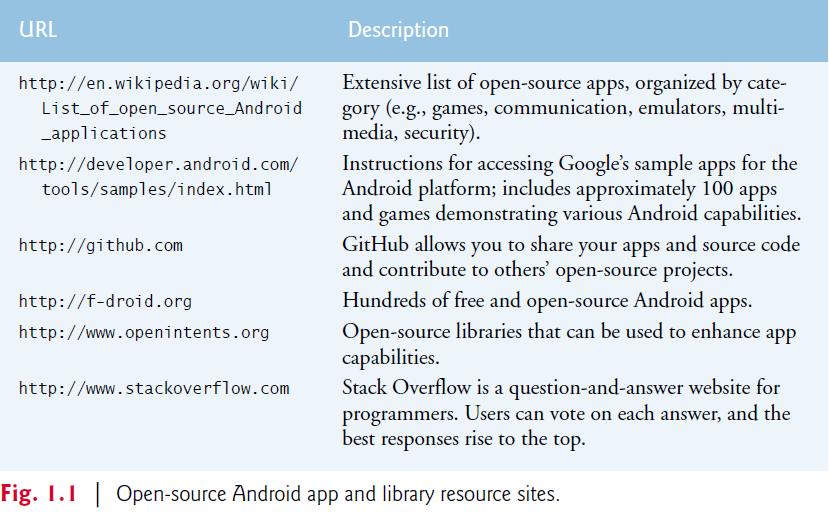 URL Description
http://en.wikipedia.org/wiki/ Extensive list of open-source apps, organized by cate-
List_of_open_source_Android gory (e.g., games, communication, emulators, multi-
_applications media, security).
http://developer.android.com/ Instructions for accessing Google’s sample apps for the
tools/samples/index.html Android platform; includes approximately 100 apps
and games demonstrating various Android capabilities.
http://github.com GitHub allows you to share your apps and source code
and contribute to others’ open-source projects.
http://f-droid.org Hundreds of free and open-source Android apps.
http://www.openintents.org Open-source libraries that can be used to enhance app
capabilities.
http://www.stackoverflow.com Stack Overflow is a question-and-answer website for
programmers. Users can vote on each answer, and the
best responses rise to the top.
Fig. 1.1 | Open-source Android app and library resource sites.